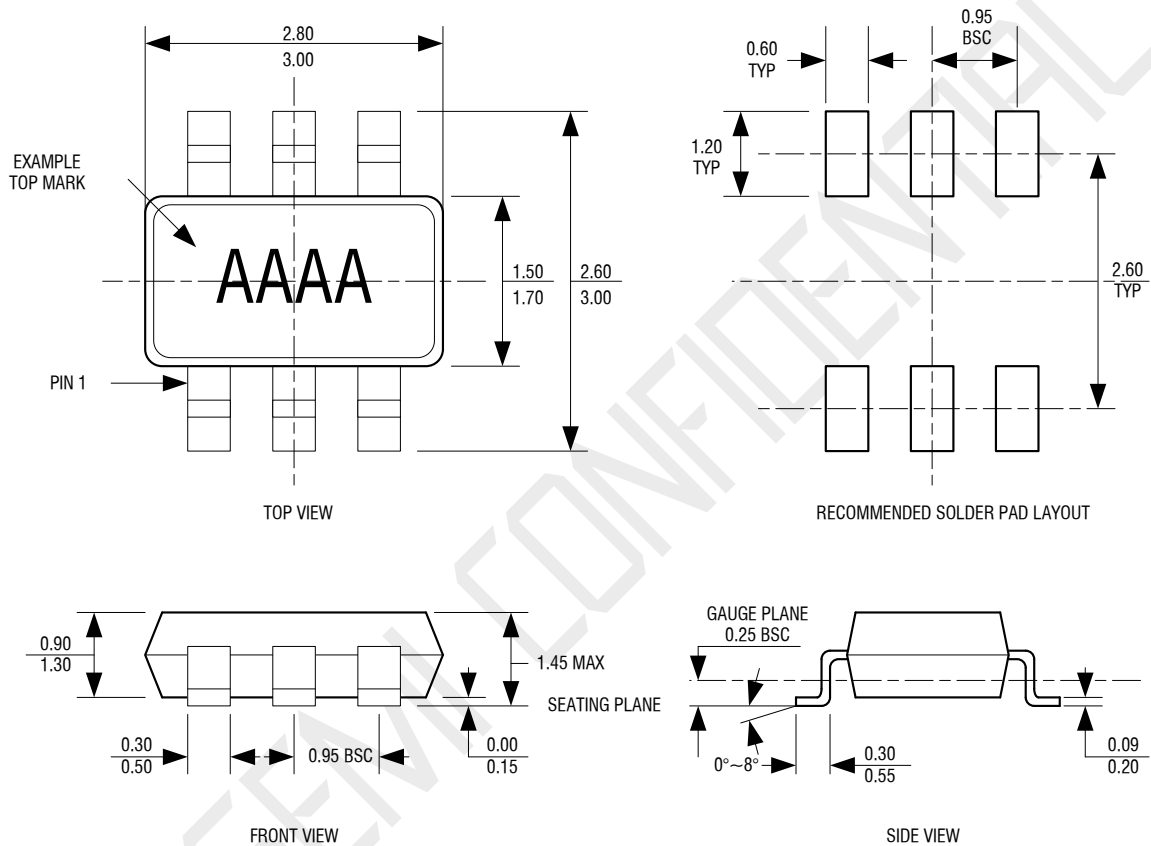 2.80
3.00
EXAMPLE
TOP MARK
AAAA
1.50
1.70
2.60
3.00
PIN 1
TOP VIEW
0.60
TYP
0.95
BSC
1.20
TYP
2.60
TYP
RECOMMENDED SOLDER PAD LAYOUT
0.90
1.30
1.45 MAX
SEATING PLANE
0.30
0.50
0.95 BSC
0.00
0.15
FRONT VIEW
GAUGE PLANE
0.25 BSC
0°~8°
0.30
0.55
0.09
0.20
SIDE VIEW
EMI CONFIDENTIAL